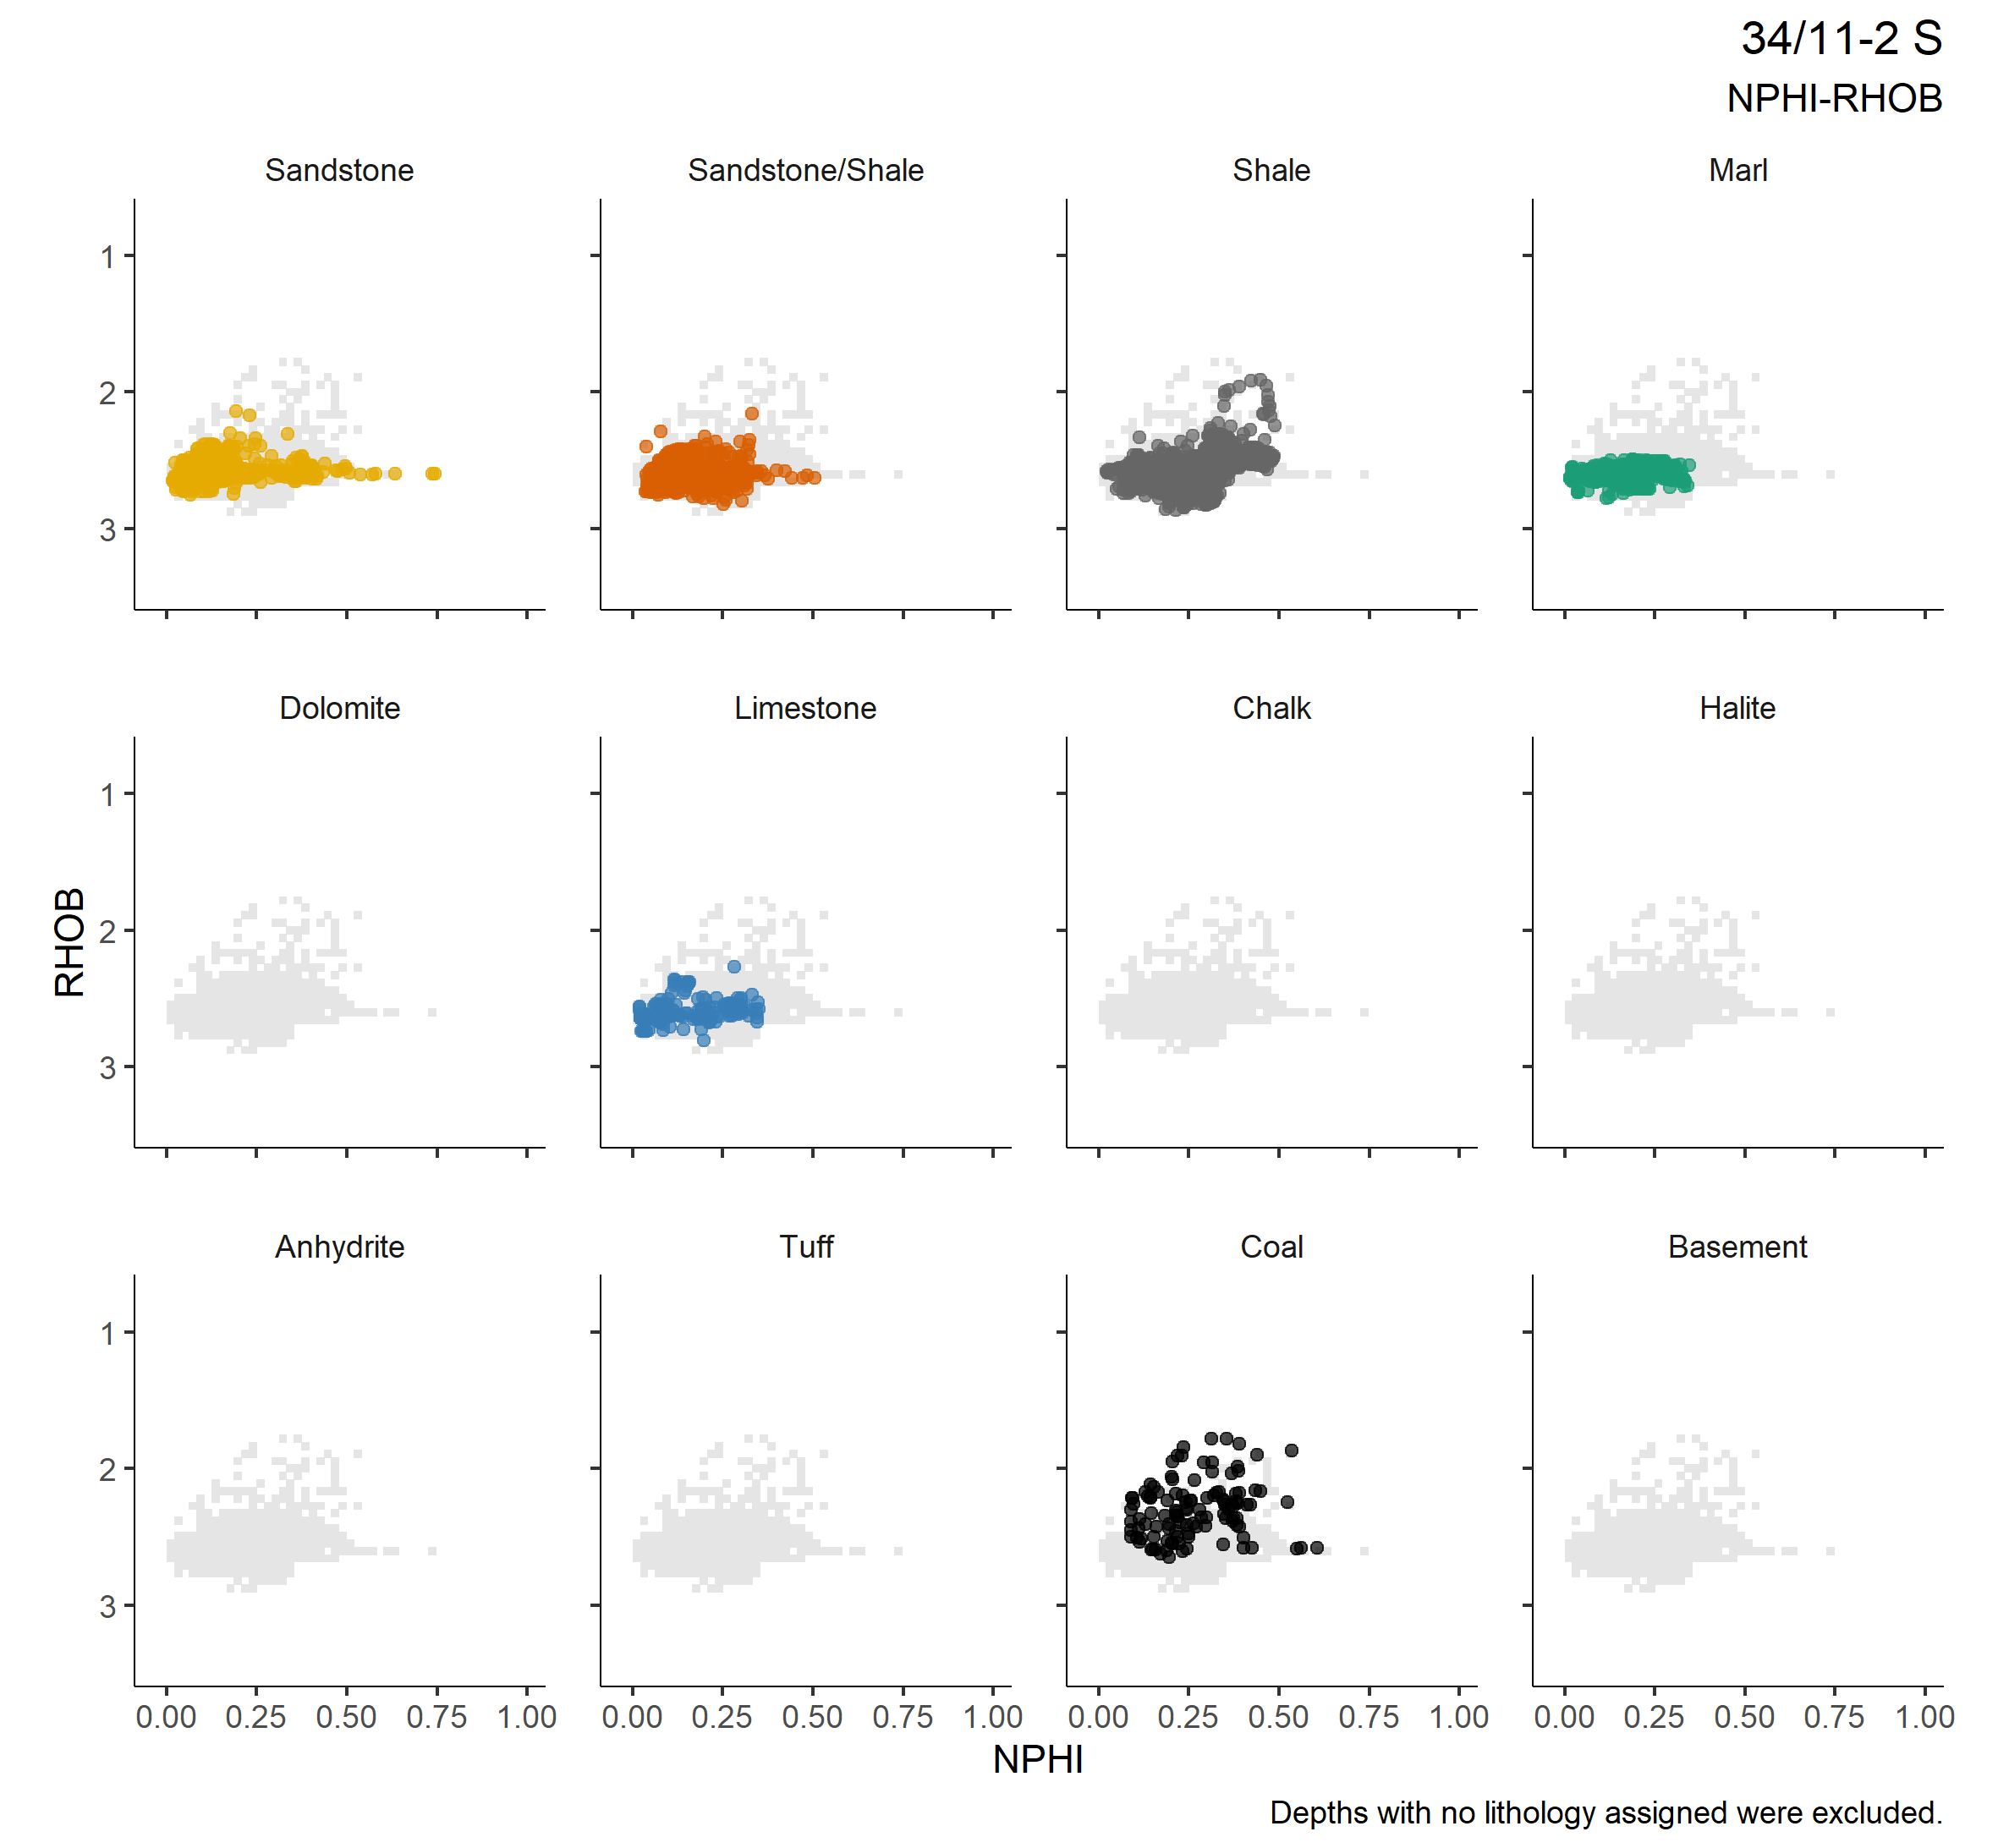 34/11-2 S
NPHI-RHOB
Sandstone Sandstone/Shale Shale Marl
1
2
3
Dolomite Limestone Chalk Halite
1
2
3
RHOB
Anhydrite Tuff Coal Basement
1
2
3
0.00 0.25 0.50 0.75 1.00 0.00 0.25 0.50 0.75 1.00 0.00 0.25 0.50 0.75 1.00 0.00 0.25 0.50 0.75 1.00
NPHI
Depths with no lithology assigned were excluded.